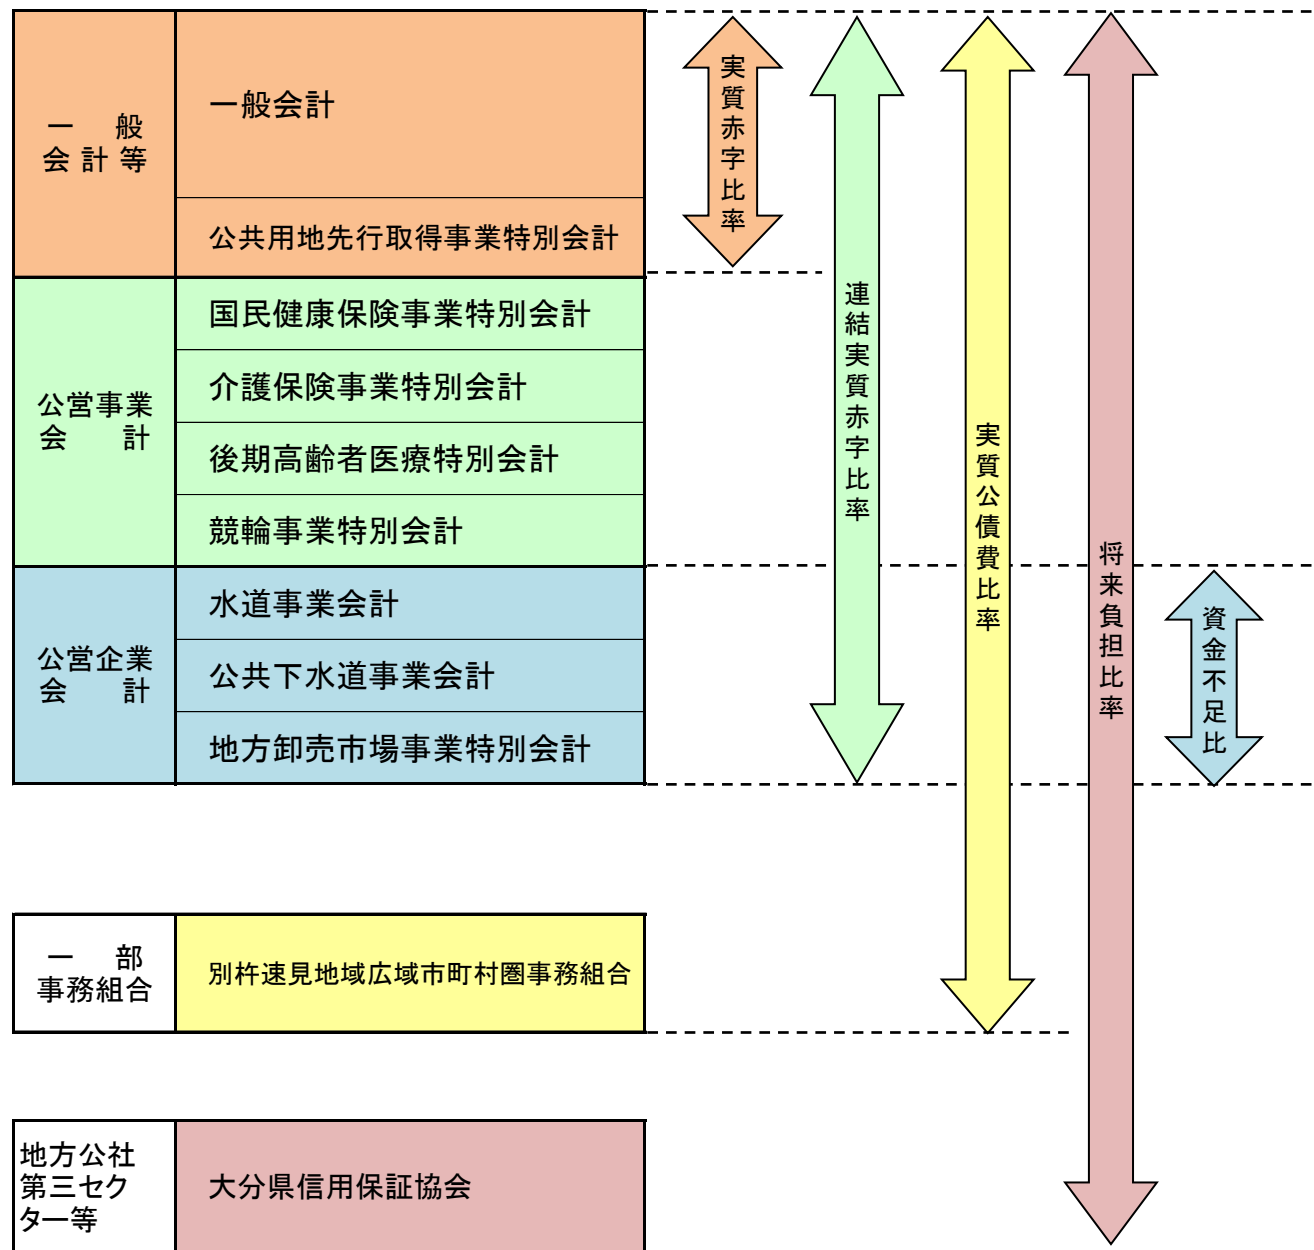 一般
会計等
一般会計
公共用地先行取得事業特別会計
公営事業
会計
国民健康保険事業特別会計
介護保険事業特別会計
後期高齢者医療特別会計
競輪事業特別会計
公営企業
会計
水道事業会計
公共下水道事業会計
地方卸売市場事業特別会計
一部
事務組合
別杵速見地域広域市町村圏事務組合
地方公社
第三セク
ター等
大分県信用保証協会
実質赤字比率
連結実質赤字比率
実質公債費比率
将来負担比率
資金不足比